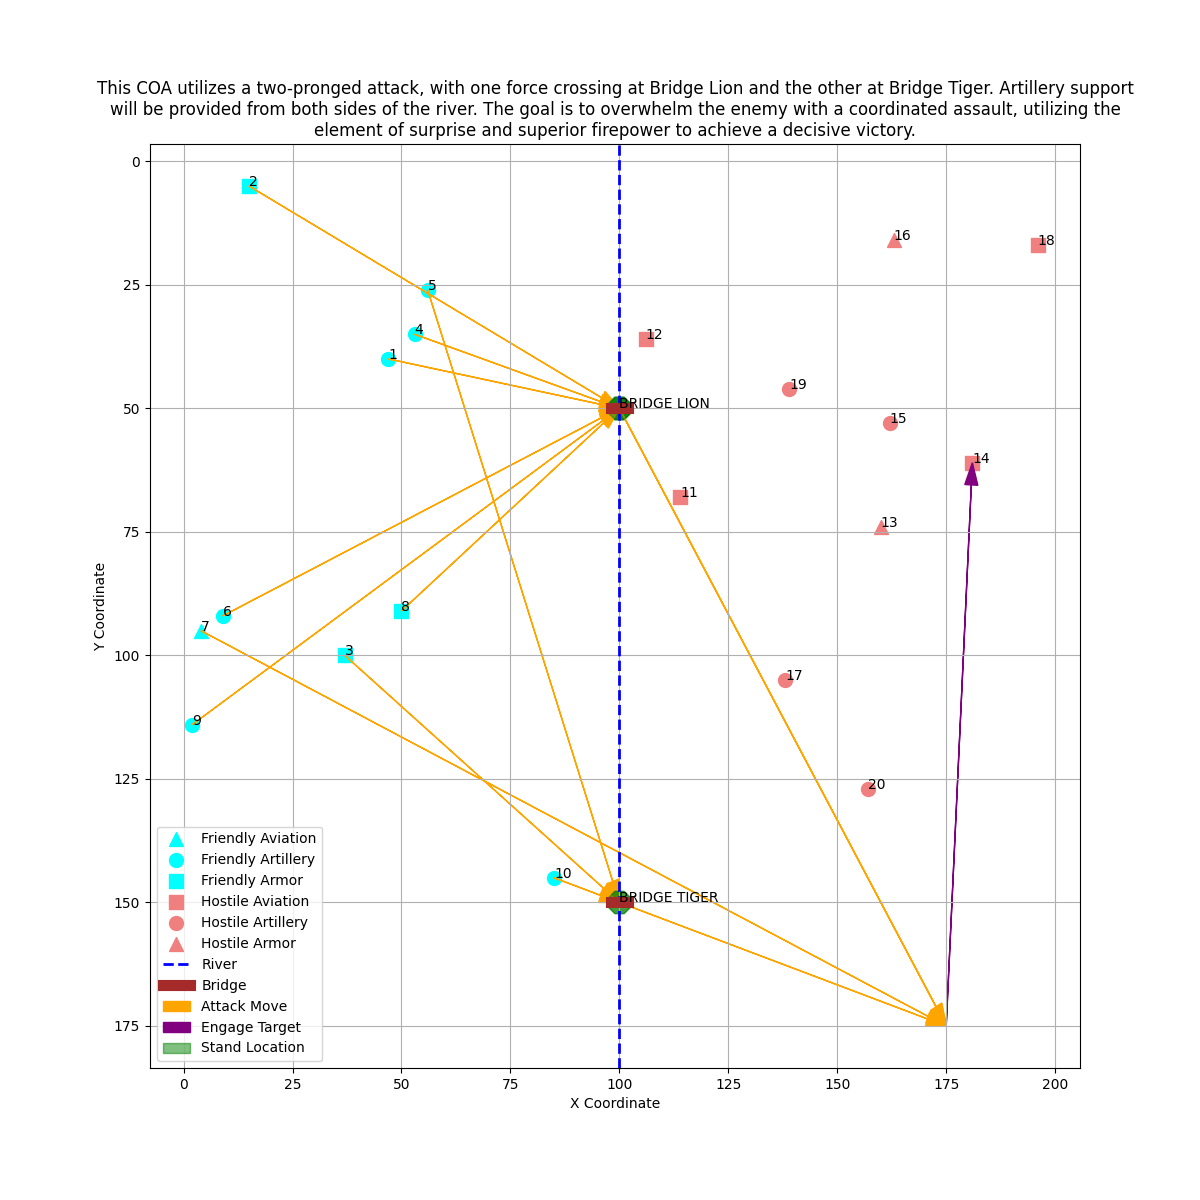 This COA utilizes a two-pronged attack, with one force crossing at Bridge Lion and the other at Bridge Tiger. Artillery support
will be provided from both sides of the river. The goal is to overwhelm the enemy with a coordinated assault, utilizing the
element of surprise and superior firepower to achieve a decisive victory.
0
2
16
18
25
5
4
12
1
19
50
BRIDGE LION
15
14
11
75
13
Y Coordinate
6
8
7
100
3
17
9
125
20
Friendly Aviation
Friendly Artillery
Friendly Armor
Hostile Aviation
Hostile Artillery
Hostile Armor
River
Bridge
Attack Move
Engage Target
Stand Location
10
150
BRIDGE TIGER
175
0 25 50 75 100 125 150 175 200
X Coordinate